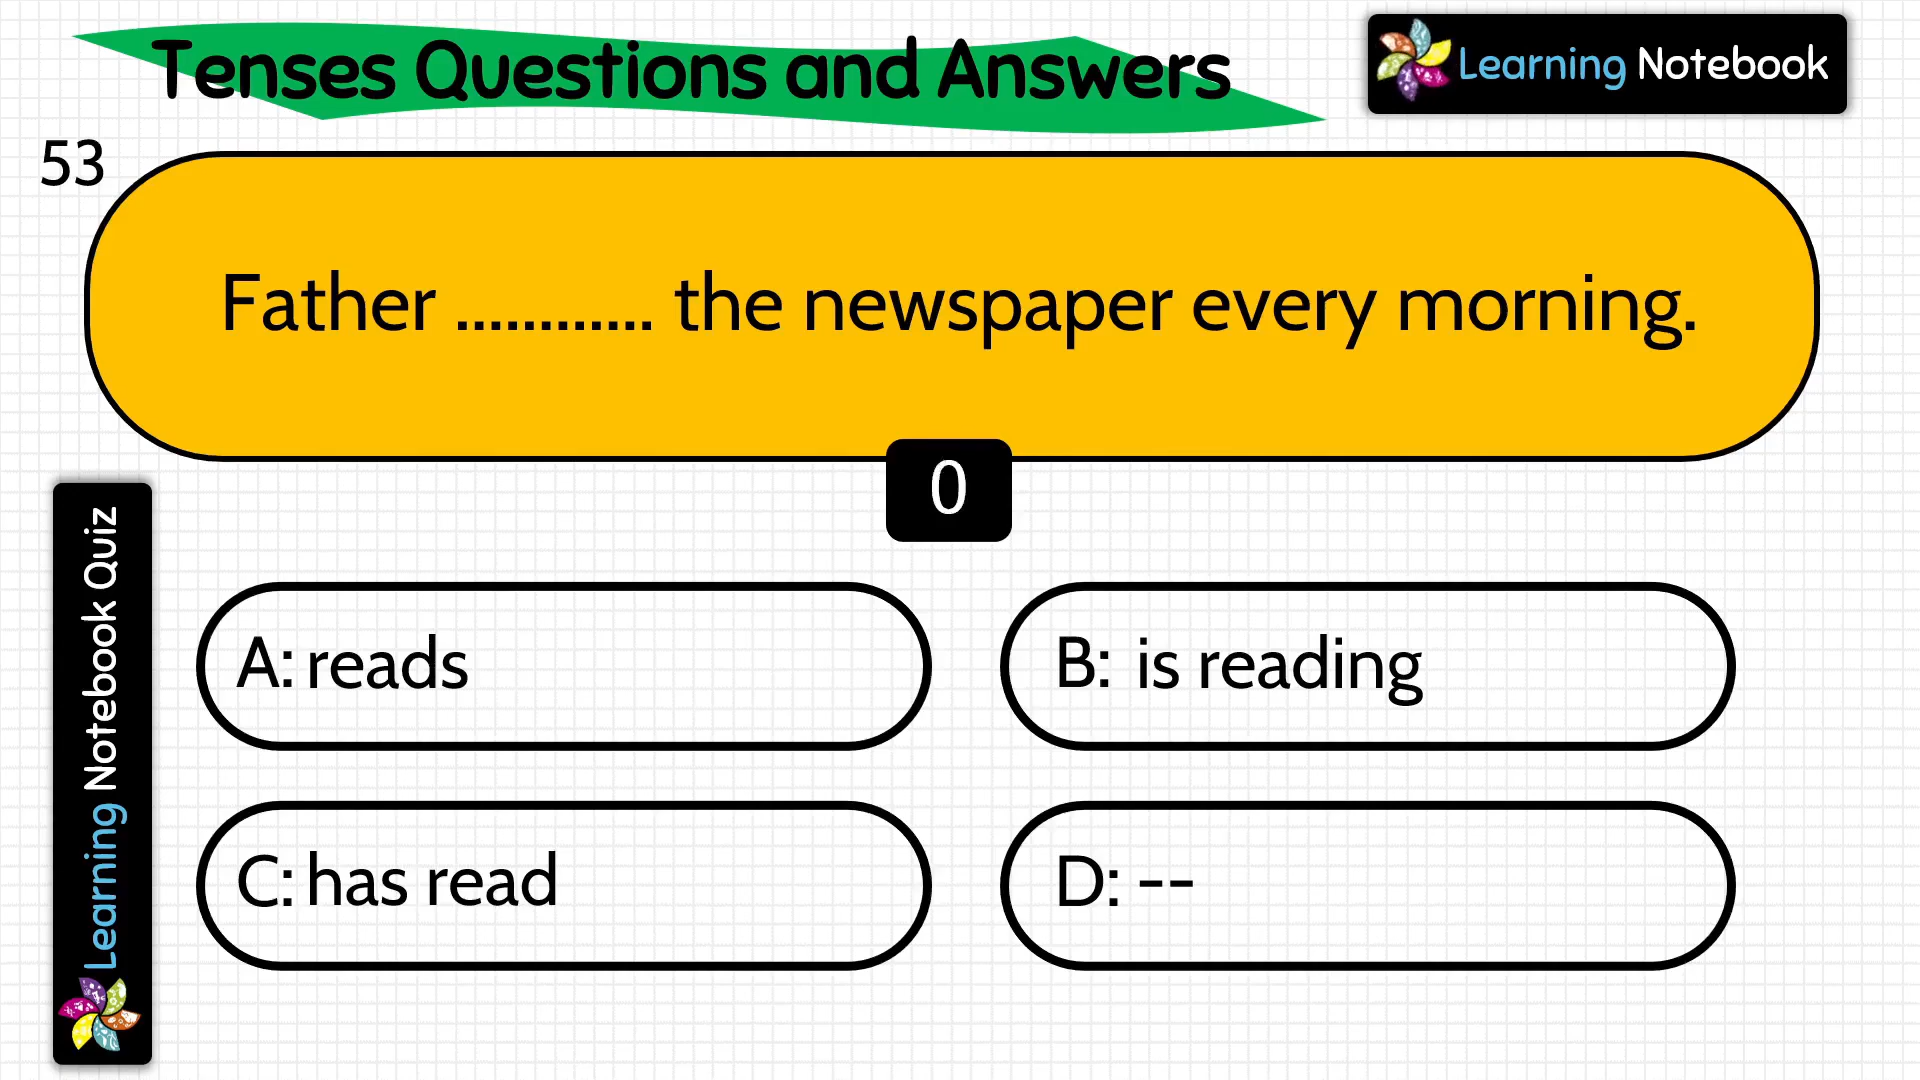 Tenses Questions and Answers
Learning Notebook
53
Father ............ the newspaper every morning.
0
A: reads
B: is reading
C: has read
D: --
Learning Notebook Quiz